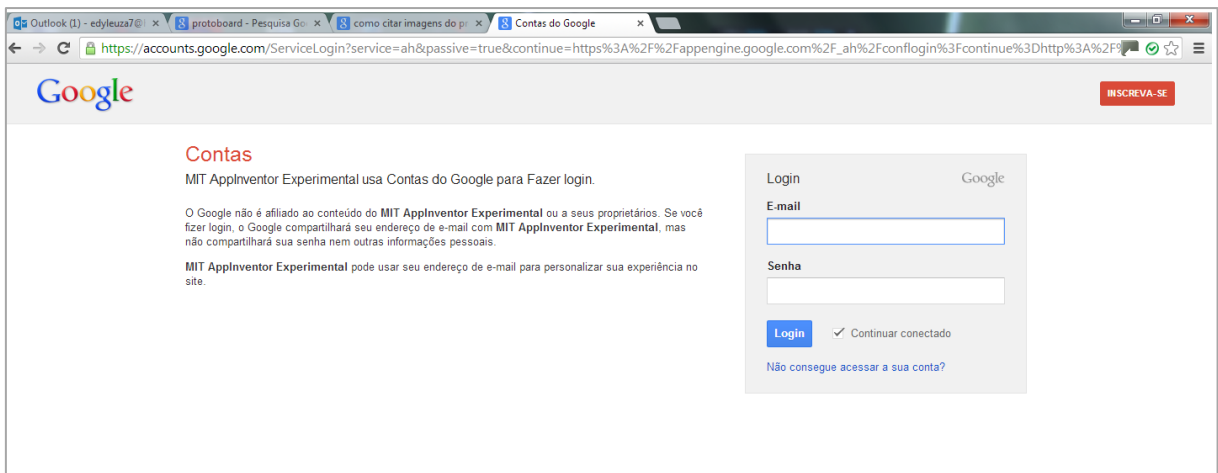 Outlook (1) - edyleuza7@
protoboard - Pesquisa Go
como citar imagens do pr
Contas do Google
https://accounts.google.com/ServiceLogin?service=ah&passive=true&continue=https%3A%2F%2Fappengine.google.com%2F_ah%2Fconflogin%3Fcontinue%3Dhttp%3A%2F%
Google
INSCREVA-SE
Contas
MIT AppInventor Experimental usa Contas do Google para Fazer login.
O Google não é afiliado ao conteúdo do MIT AppInventor Experimental ou a seus proprietários. Se você
fizer login, o Google compartilhará seu endereço de e-mail com MIT AppInventor Experimental, mas
não compartilhará sua senha nem outras informações pessoais.
MIT AppInventor Experimental pode usar seu endereço de e-mail para personalizar sua experiência no
site.
Login Google
E-mail
Senha
Login Continuar conectado
Não consegue acessar a sua conta?